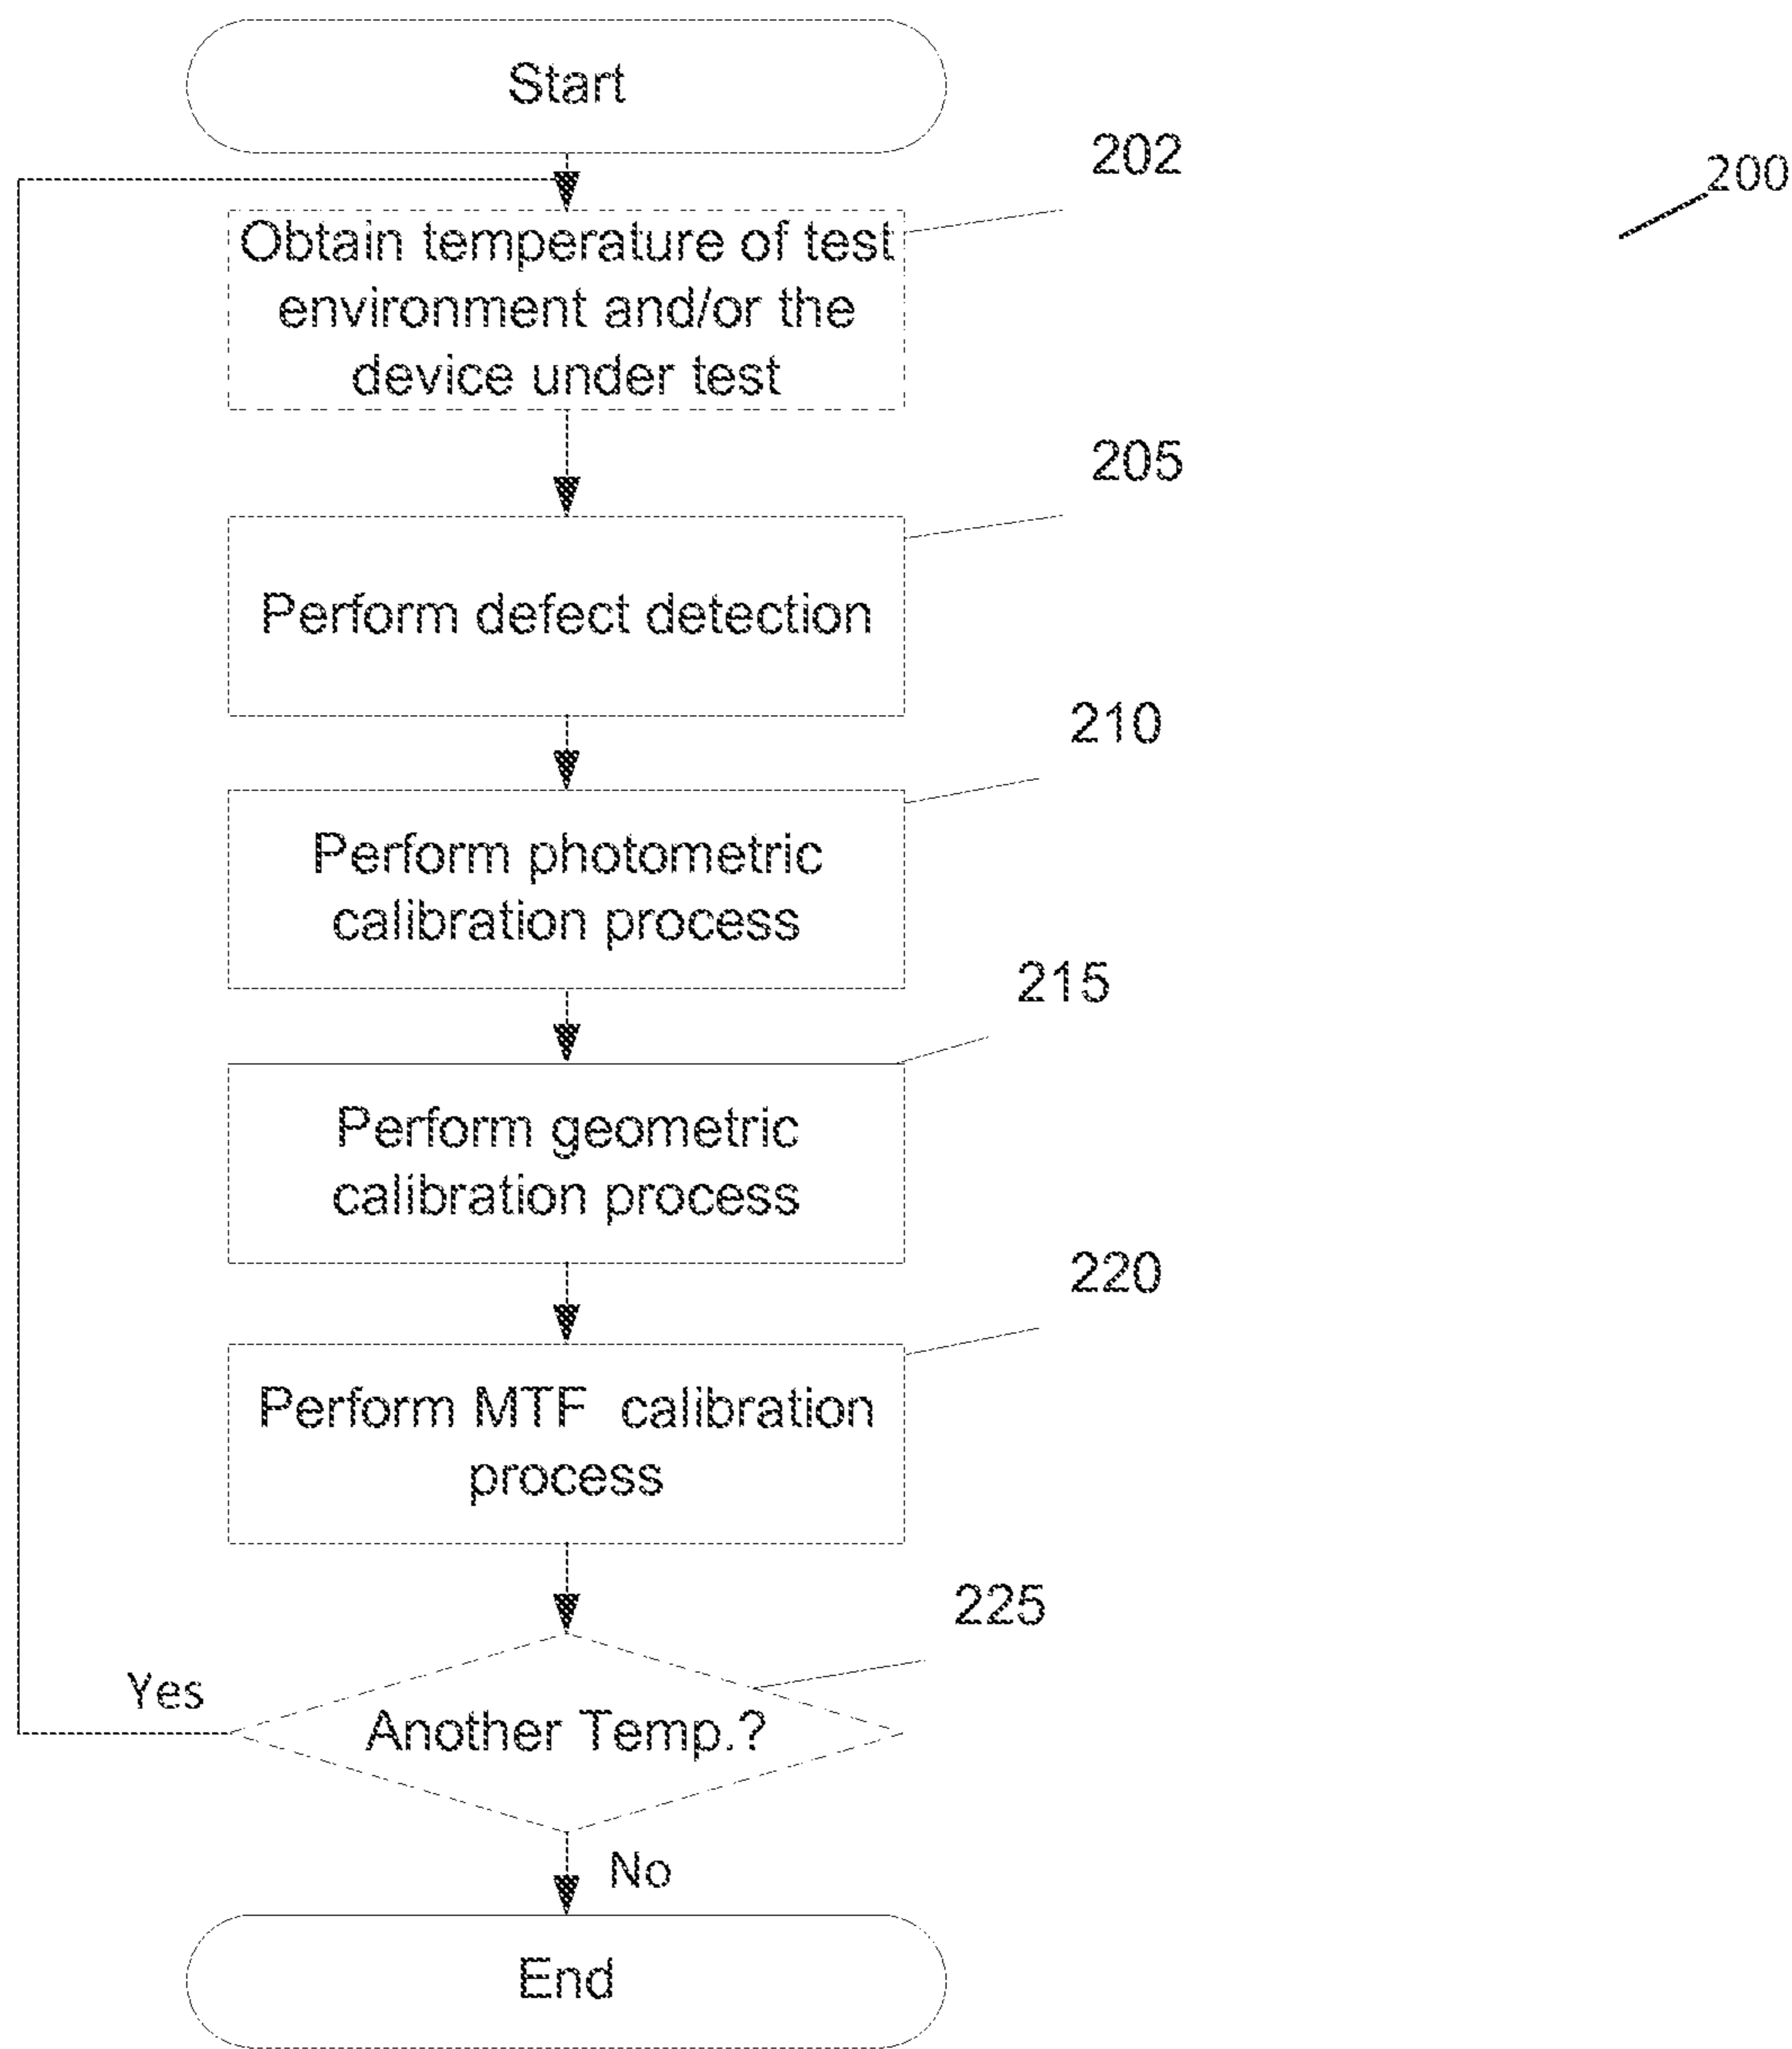 Start
202
200
Obtain temperature of test
environment and/or the
device under test
205
Perform defect detection
210
Perform photometric
calibration process
215
Perform geometric
calibration process
220
Perform MTF calibration
process
225
Yes
Another Temp.?
No
End